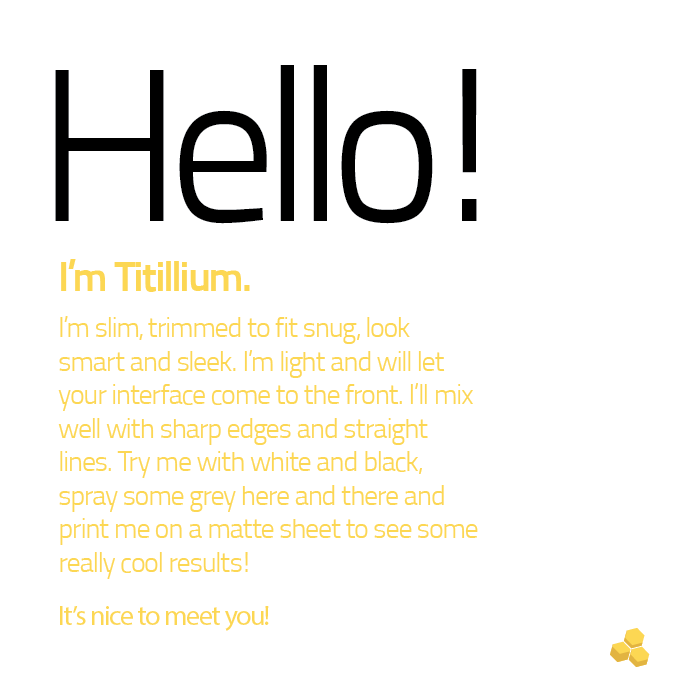 Hello!
I'm Titillium.
I'm slim, trimmed to fit snug, look
smart and sleek. I'm light and will let
your interface come to the front. I'll mix
well with sharp edges and straight
lines. Try me with white and black,
spray some grey here and there and
print me on a matte sheet to see some
really cool results!
It's nice to meet you!